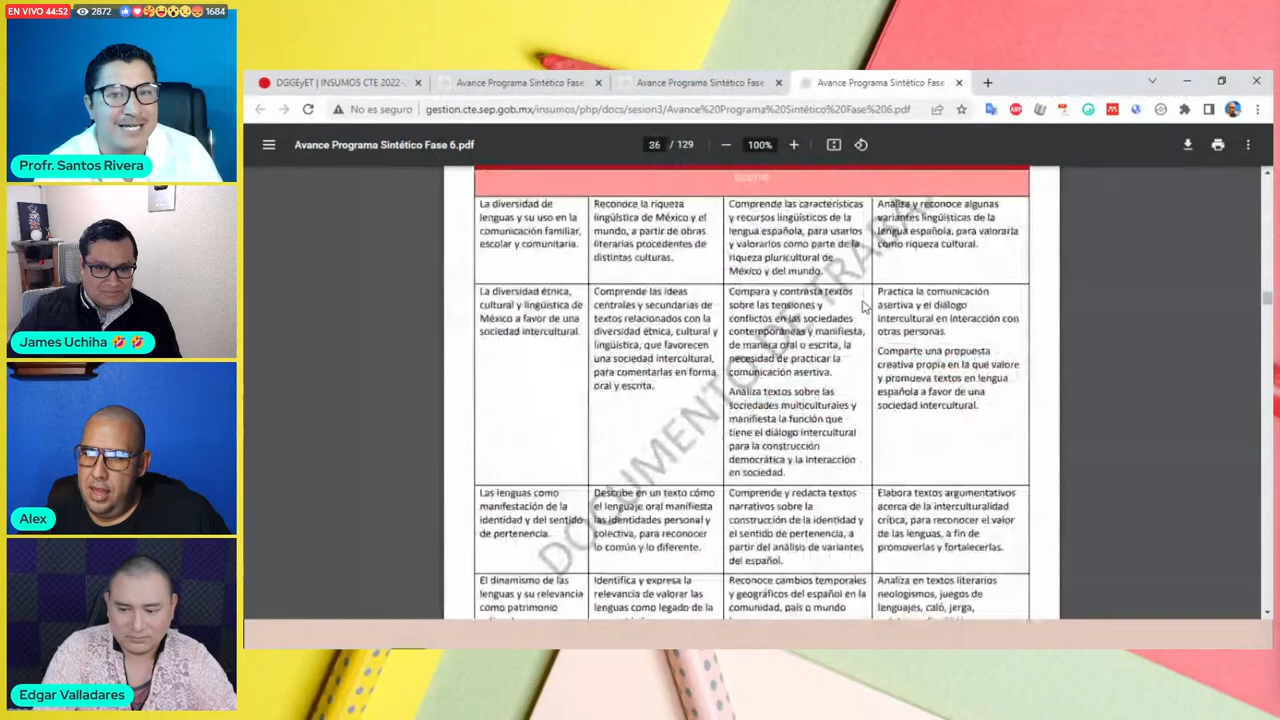 EN VIVO 44:52 2872 1684
Profr. Santos Rivera
James Uchiha 🤣 🤣
Alex
Edgar Valladares
DGGEyET | INSUMOS CTE 2022-
Avance Programa Sintético Fase
Avance Programa Sintético Fase
Avance Programa Sintético Fase
No es seguro gestion.cte.sep.gob.mx/insumos/php/docs/sesion3/Avance%20Programa%20Sintético%20Fase%206.pdf
Avance Programa Sintético Fase 6.pdf 36 / 129 100%
La diversidad de
lenguas y su uso en la
comunicación familiar,
escolar y comunitaria.
Reconoce la riqueza
lingüística de México y el
mundo, a partir de obras
literarias procedentes de
distintas culturas.
Comprende las características
y recursos lingüísticos de la
lengua española, para usarlos
y valorarlos como parte de la
riqueza pluricultural de
México y del mundo.
Analiza y reconoce algunas
variantes lingüísticas de la
lengua española, para valorarla
como riqueza cultural.
La diversidad étnica,
cultural y lingüística de
México a favor de una
sociedad intercultural.
Comprende las ideas
centrales y secundarias de
textos relacionados con la
diversidad étnica, cultural y
lingüística, que favorecen
una sociedad intercultural,
para comentarlas en forma
oral y escrita.
Compara y contrasta textos
sobre las tensiones y
conflictos en las sociedades
contemporáneas y manifiesta,
de manera oral o escrita, la
necesidad de practicar la
comunicación asertiva.
Analiza textos sobre las
sociedades multiculturales y
manifiesta la función que
tiene el diálogo intercultural
para la construcción
democrática y la interacción
en sociedad.
Practica la comunicación
asertiva y el diálogo
intercultural en interacción con
otras personas.
Comparte una propuesta
creativa propia en la que valore
y promueva textos en lengua
española a favor de una
sociedad intercultural.
Las lenguas como
manifestación de la
identidad y del sentido
de pertenencia.
Describe en un texto cómo
el lenguaje oral manifiesta
las identidades personal y
colectiva, para reconocer
lo común y lo diferente.
Comprende y redacta textos
narrativos sobre la
construcción de la identidad y
el sentido de pertenencia, a
partir del análisis de variantes
del español.
Elabora textos argumentativos
acerca de la interculturalidad
crítica, para reconocer el valor
de las lenguas, a fin de
promoverlas y fortalecerlas.
El dinamismo de las
lenguas y su relevancia
como patrimonio
Identifica y expresa la
relevancia de valorar las
lenguas como legado de la
Reconoce cambios temporales
y geográficos del español en la
comunidad, país o mundo
Analiza en textos literarios
neologismos, juegos de
lenguajes, caló, jerga,
DOCUMENTO DE TRABA